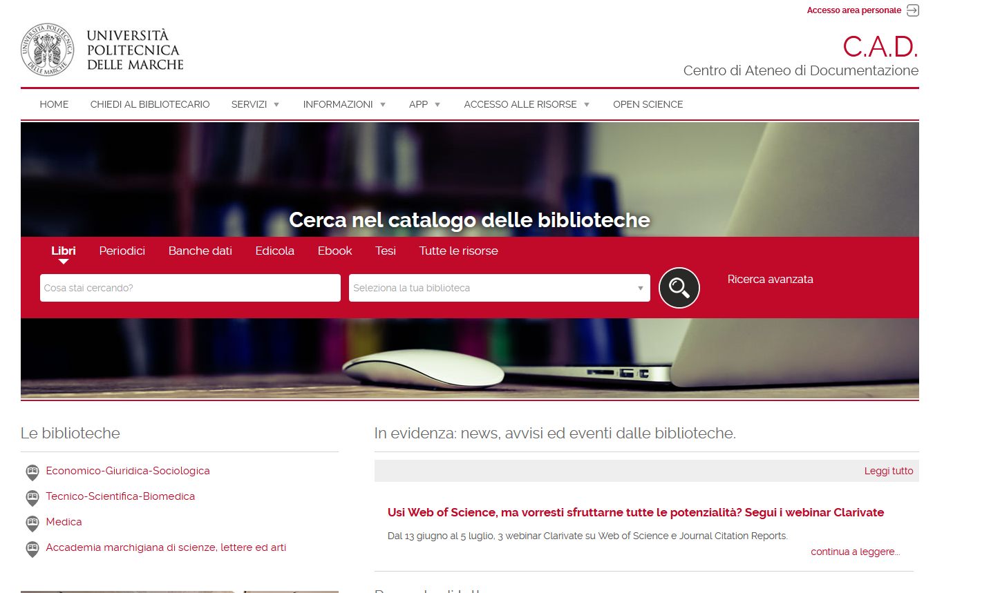 Accesso area personale
UNIVERSITÀ
POLITECNICA
DELLE MARCHE
C.A.D.
Centro di Ateneo di Documentazione
HOME CHIEDI AL BIBLIOTECARIO SERVIZI INFORMAZIONI APP ACCESSO ALLE RISORSE OPEN SCIENCE
Cerca nel catalogo delle biblioteche
Libri Periodici Banche dati Edicola Ebook Tesi Tutte le risorse
Cosa stai cercando? Seleziona la tua biblioteca Ricerca avanzata
Le biblioteche
Economico-Giuridica-Sociologica
Tecnico-Scientifica-Biomedica
Medica
Accademia marchigiana di scienze, lettere ed arti
In evidenza: news, avvisi ed eventi dalle biblioteche.
Leggi tutto
Usi Web of Science, ma vorresti sfruttarne tutte le potenzialità? Segui i webinar Clarivate
Dal 13 giugno al 5 luglio, 3 webinar Clarivate su Web of Science e Journal Citation Reports.
continua a leggere...